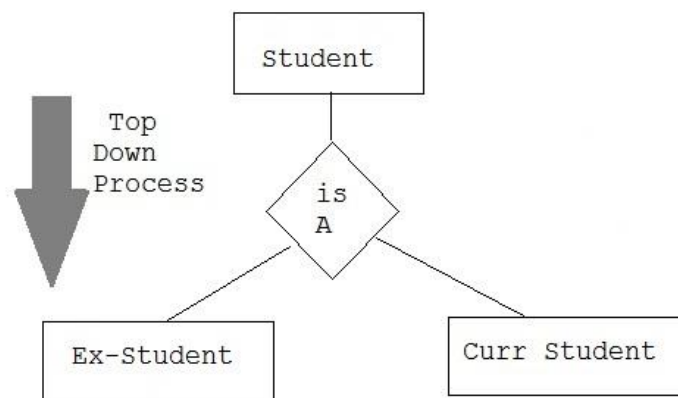 Student
Top
Down
Process
is
A
Ex-Student
Curr Student